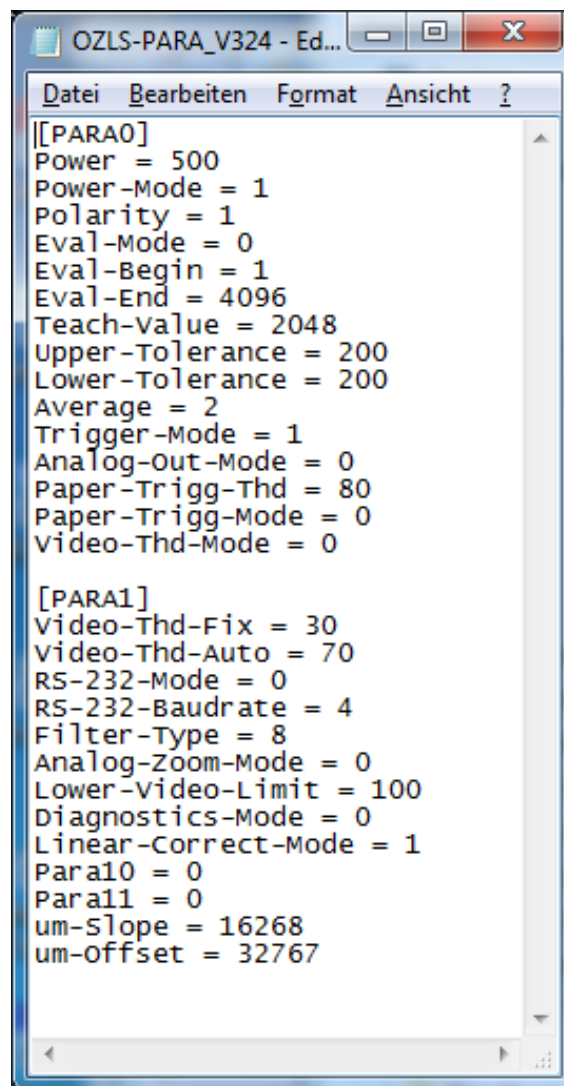 OZLS-PARA_V324 - Ed...
Datei Bearbeiten Format Ansicht ?
[PARA0]
Power = 500
Power-Mode = 1
Polarity = 1
Eval-Mode = 0
Eval-Begin = 1
Eval-End = 4096
Teach-Value = 2048
Upper-Tolerance = 200
Lower-Tolerance = 200
Average = 2
Trigger-Mode = 1
Analog-Out-Mode = 0
Paper-Trigg-Thd = 80
Paper-Trigg-Mode = 0
Video-Thd-Mode = 0
[PARA1]
Video-Thd-Fix = 30
Video-Thd-Auto = 70
RS-232-Mode = 0
RS-232-Baudrate = 4
Filter-Type = 8
Analog-Zoom-Mode = 0
Lower-Video-Limit = 100
Diagnostics-Mode = 0
Linear-Correct-Mode = 1
Para10 = 0
Para11 = 0
um-Slope = 16268
um-Offset = 32767